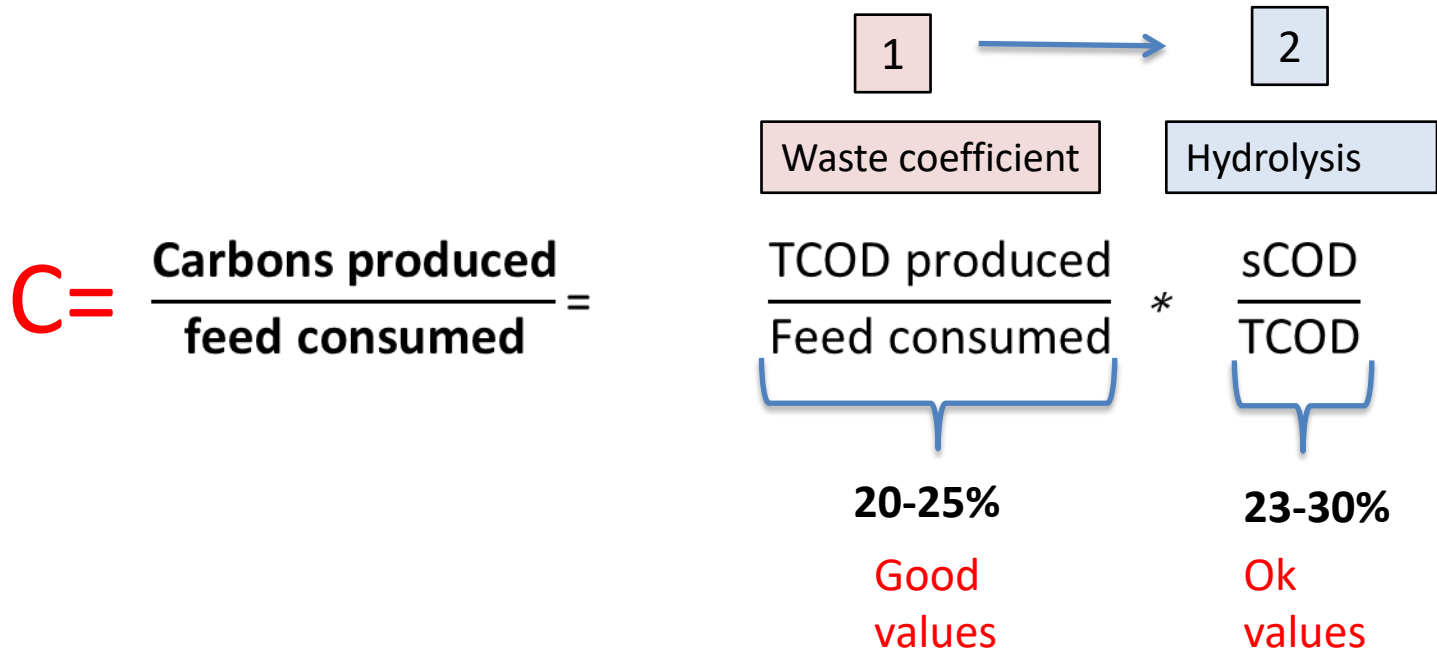 1
2
Waste coefficient
Hydrolysis
C=
Carbons produced
feed consumed
=
TCOD produced
Feed consumed
*
sCOD
TCOD
20-25%
23-30%
Good
values
Ok
values